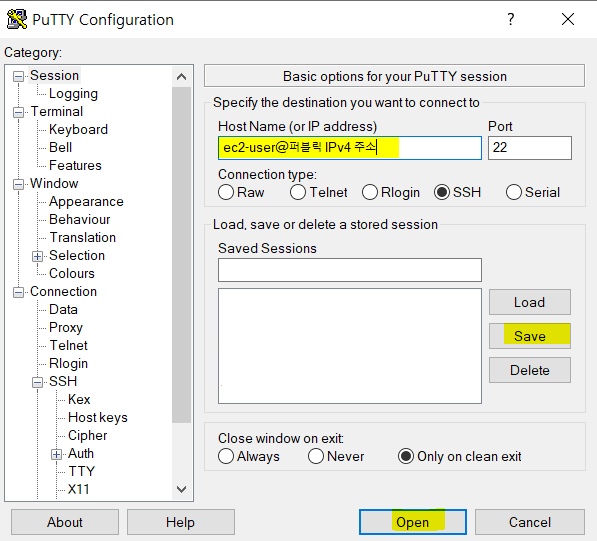 PuTTY Configuration
Category:
Session
Logging
Terminal
Keyboard
Bell
Features
Window
Appearance
Behaviour
Translation
Selection
Colours
Connection
Data
Proxy
Telnet
Rlogin
SSH
Kex
Host keys
Cipher
Auth
TTY
X11
Basic options for your PuTTY session
Specify the destination you want to connect to
Host Name (or IP address) Port
ec2-user@퍼블릭 IPv4 주소 22
Connection type:
Raw Telnet Rlogin SSH Serial
Load, save or delete a stored session
Saved Sessions
Load
Save
Delete
Close window on exit:
Always Never Only on clean exit
About Help Open Cancel